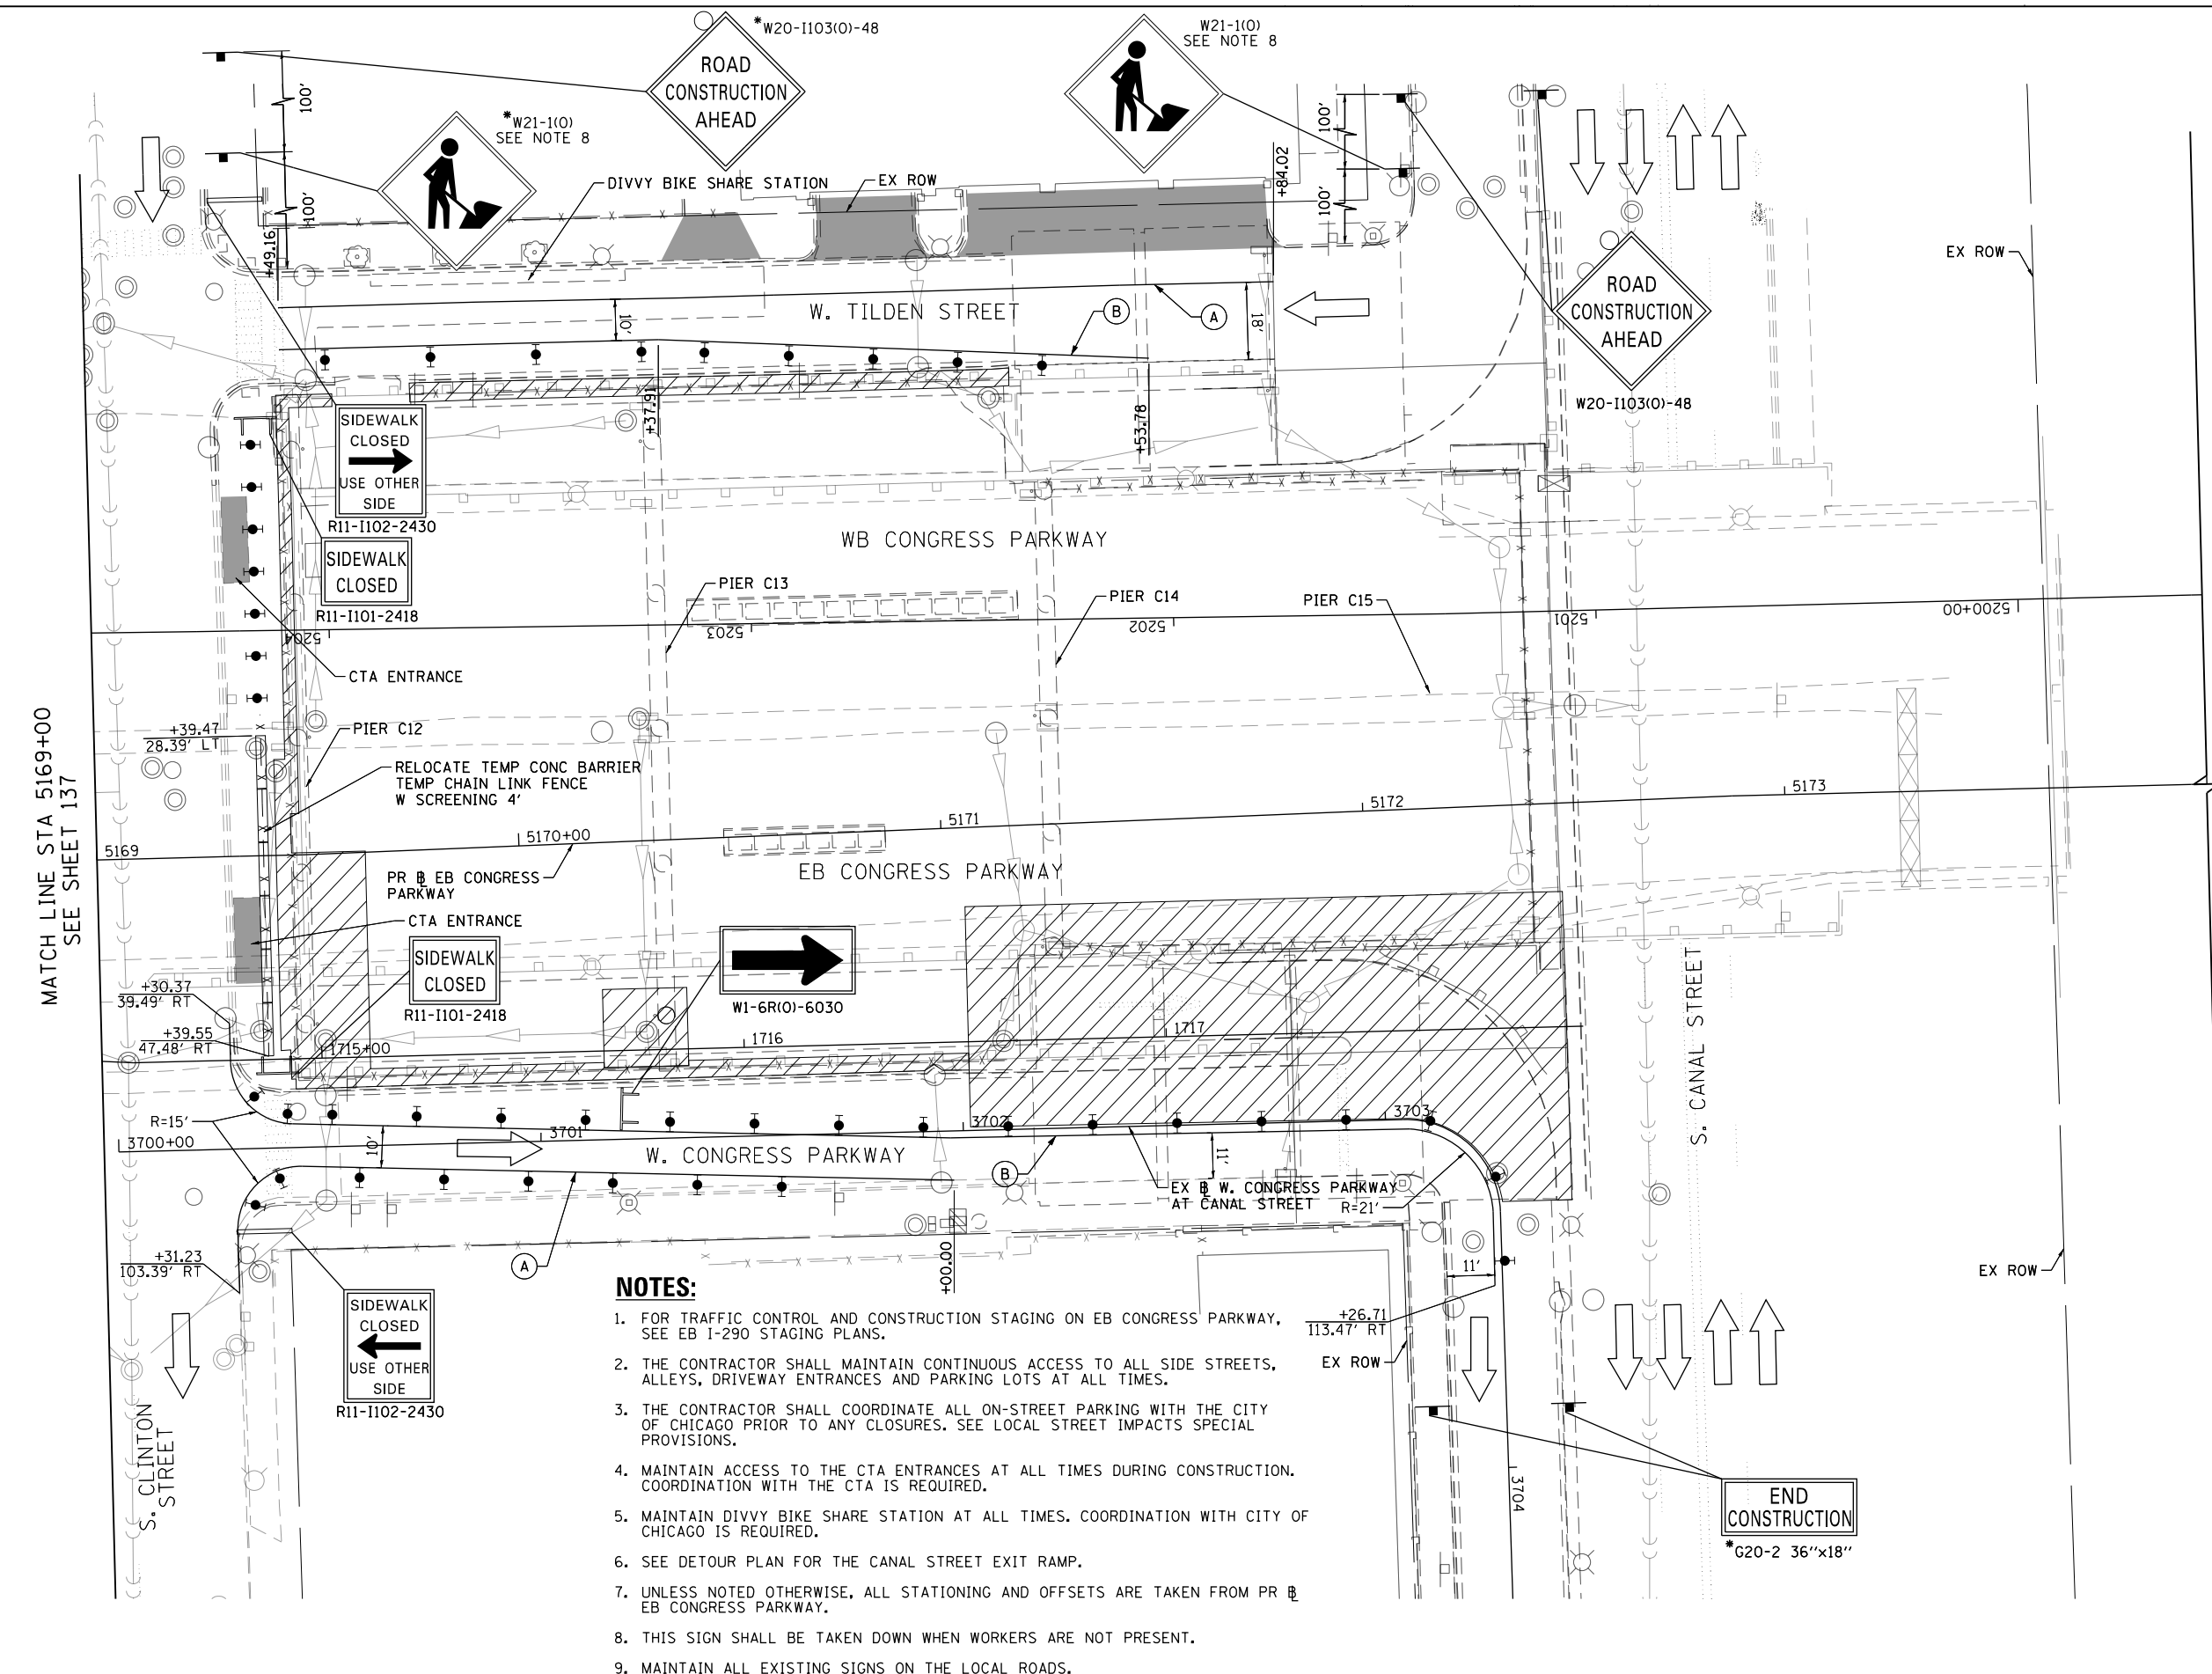 *W20-I103(O)-48
ROAD
CONSTRUCTION
AHEAD
W21-1(O)
SEE NOTE 8
*W21-1(O)
SEE NOTE 8
100'
100'
100'
100'
+49.16
+84.02
DIVVY BIKE SHARE STATION
EX ROW
EX ROW
W. TILDEN STREET
10'
18'
B
A
ROAD
CONSTRUCTION
AHEAD
W20-I103(O)-48
+37.91
+53.78
SIDEWALK
CLOSED
USE OTHER
SIDE
R11-I102-2430
SIDEWALK
CLOSED
R11-I101-2418
WB CONGRESS PARKWAY
PIER C13
PIER C14
PIER C15
5204
5203
5202
5201
5200+00
CTA ENTRANCE
+39.47
28.39' LT
PIER C12
RELOCATE TEMP CONC BARRIER
TEMP CHAIN LINK FENCE
W SCREENING 4'
MATCH LINE STA 5169+00
SEE SHEET 137
5169
5170+00
5171
5172
5173
PR BL EB CONGRESS
PARKWAY
EB CONGRESS PARKWAY
CTA ENTRANCE
SIDEWALK
CLOSED
R11-I101-2418
W1-6R(O)-6030
+30.37
39.49' RT
+39.55
47.48' RT
1715+00
1716
1717
S. CANAL STREET
R=15'
3700+00
3701
3702
3703
10'
11'
W. CONGRESS PARKWAY
B
EX BL W. CONGRESS PARKWAY
AT CANAL STREET
R=21'
+31.23
103.39' RT
A
+00.00
11'
+26.71
113.47' RT
EX ROW
EX ROW
SIDEWALK
CLOSED
USE OTHER
SIDE
R11-I102-2430
S. CLINTON
STREET
3704
END
CONSTRUCTION
*G20-2 36"x18"
NOTES:
1. FOR TRAFFIC CONTROL AND CONSTRUCTION STAGING ON EB CONGRESS PARKWAY,
SEE EB I-290 STAGING PLANS.
2. THE CONTRACTOR SHALL MAINTAIN CONTINUOUS ACCESS TO ALL SIDE STREETS,
ALLEYS, DRIVEWAY ENTRANCES AND PARKING LOTS AT ALL TIMES.
3. THE CONTRACTOR SHALL COORDINATE ALL ON-STREET PARKING WITH THE CITY
OF CHICAGO PRIOR TO ANY CLOSURES. SEE LOCAL STREET IMPACTS SPECIAL
PROVISIONS.
4. MAINTAIN ACCESS TO THE CTA ENTRANCES AT ALL TIMES DURING CONSTRUCTION.
COORDINATION WITH THE CTA IS REQUIRED.
5. MAINTAIN DIVVY BIKE SHARE STATION AT ALL TIMES. COORDINATION WITH CITY OF
CHICAGO IS REQUIRED.
6. SEE DETOUR PLAN FOR THE CANAL STREET EXIT RAMP.
7. UNLESS NOTED OTHERWISE, ALL STATIONING AND OFFSETS ARE TAKEN FROM PR BL
EB CONGRESS PARKWAY.
8. THIS SIGN SHALL BE TAKEN DOWN WHEN WORKERS ARE NOT PRESENT.
9. MAINTAIN ALL EXISTING SIGNS ON THE LOCAL ROADS.